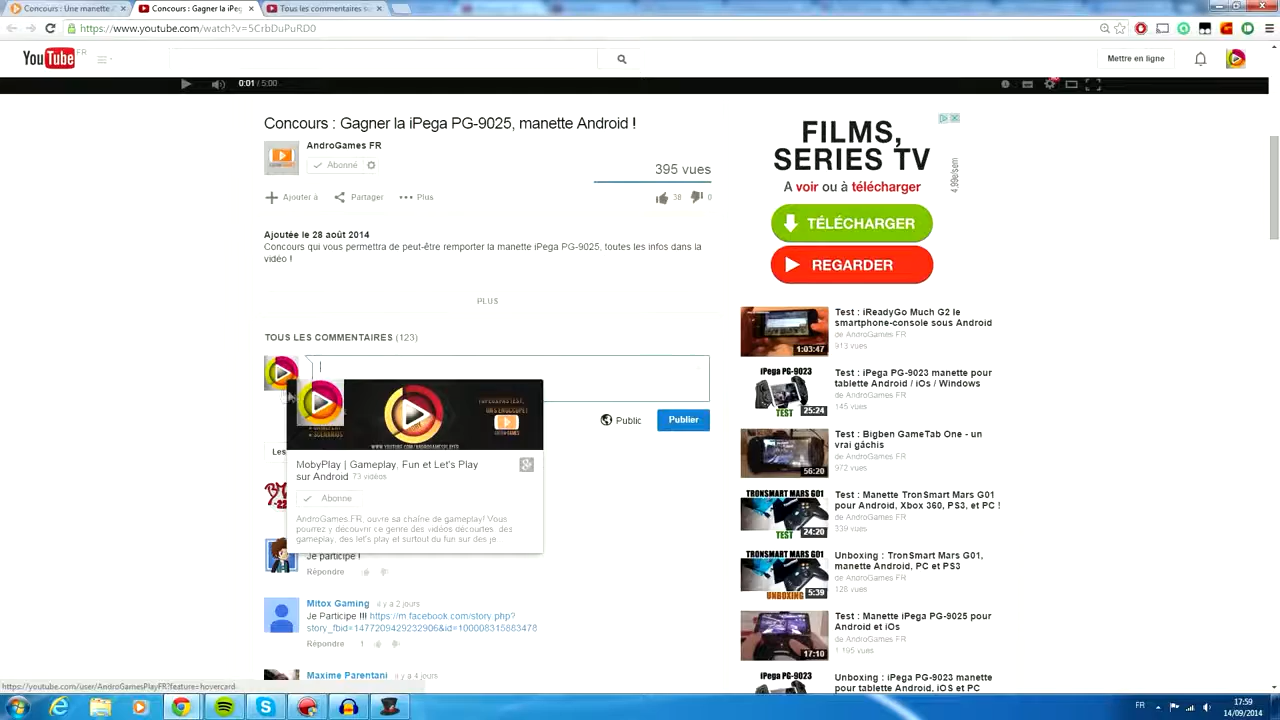 Concours : Une manette
Concours : Gagner la iPeg
Tous les commentaires su
https://www.youtube.com/watch?v=5CrbDuPuRD0
YouTube FR
Mettre en ligne
0:01 / 5:00
Concours : Gagner la iPega PG-9025, manette Android !
AndroGames FR
Abonné
395 vues
Ajouter à
Partager
Plus
38
0
Ajoutée le 28 août 2014
Concours qui vous permettra de peut-être remporter la manette iPega PG-9025, toutes les infos dans la
vidéo !
PLUS
TOUS LES COMMENTAIRES (123)
Public
Publier
Les
WWW.YOUTUBE.COM/ANDROGAMESPLAYFR
MobyPlay | Gameplay, Fun et Let's Play
sur Android 73 vidéos
Abonné
AndroGames FR, ouvre sa chaîne de gameplay! Vous
pourrez y découvrir ce genre des vidéos découvertes, des
gameplay, des let's play et surtout du fun sur des je
Je participe !
Répondre
Mitox Gaming il y a 2 jours
Je Participe !!! https://m.facebook.com/story.php?
story_fbid=1477209429232906&id=100008315883478
Répondre 1
Maxime Parentani il y a 4 jours
https://youtube.com/user/AndroGamesPlayFR?feature=hovercard
FILMS,
SERIES TV
A voir ou à télécharger
4,99e/sem
TÉLÉCHARGER
REGARDER
Test : iReadyGo Much G2 le
smartphone-console sous Android
de AndroGames FR
913 vues
1:03:47
iPega PG-9023
TEST
25:24
Test : iPega PG-9023 manette pour
tablette Android / iOs / Windows
de AndroGames FR
145 vues
Test : Bigben GameTab One - un
vrai gâchis
de AndroGames FR
972 vues
56:20
TRONSMART MARS G01
TEST
24:20
Test : Manette TronSmart Mars G01
pour Android, Xbox 360, PS3, et PC !
de AndroGames FR
339 vues
TRONSMART MARS G01
UNBOXING
5:39
Unboxing : TronSmart Mars G01,
manette Android, PC et PS3
de AndroGames FR
128 vues
Test : Manette iPega PG-9025 pour
Android et iOs
de AndroGames FR
1 195 vues
17:10
iPega PG-9023
Unboxing : iPega PG-9023 manette
pour tablette Android, iOS et PC
FR
17:59
14/09/2014